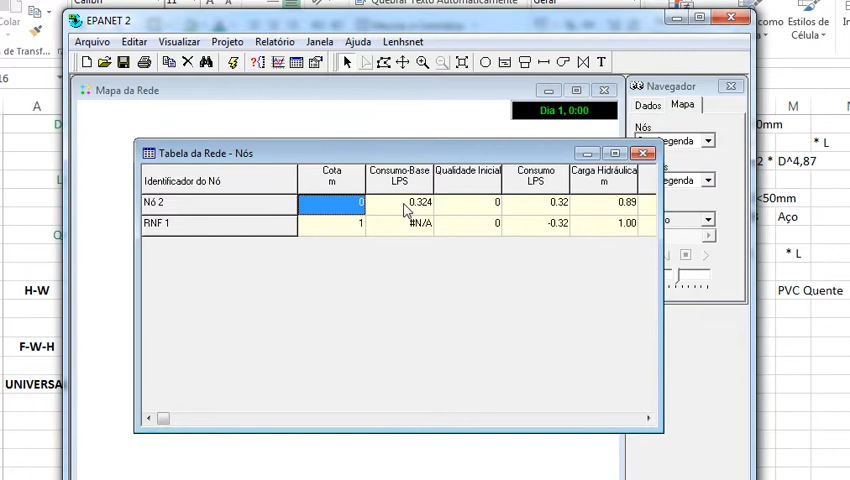 Calibri
11
Quebrar Texto Automaticamente
Geral
Colar
de Transf...
Estilos de
Célula
16
EPANET 2
Arquivo Editar Visualizar Projeto Relatório Janela Ajuda Lenhsnet
Mapa da Rede
Dia 1, 0:00
Navegador
Dados Mapa
Nós
Tabela da Rede - Nós
Identificador do Nó
Cota
m
Consumo-Base
LPS
Qualidade Inicial
Consumo
LPS
Carga Hidráulica
m
Nó 2 0 0.324 0 0.32 0.89
RNF 1 1 #N/A 0 -0.32 1.00
A
M
N
H-W
F-W-H
UNIVERSA
* L
2 * D^4,87
<50mm
Aço
* L
PVC Quente